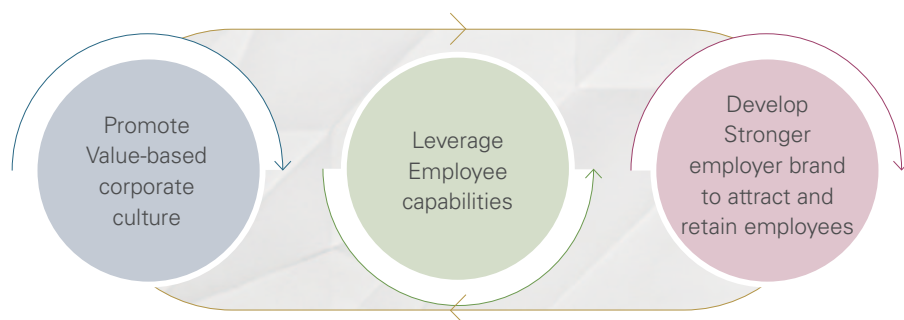 Promote
Value-based
corporate
culture
Leverage
Employee
capabilities
Develop
Stronger
employer brand
to attract and
retain employees